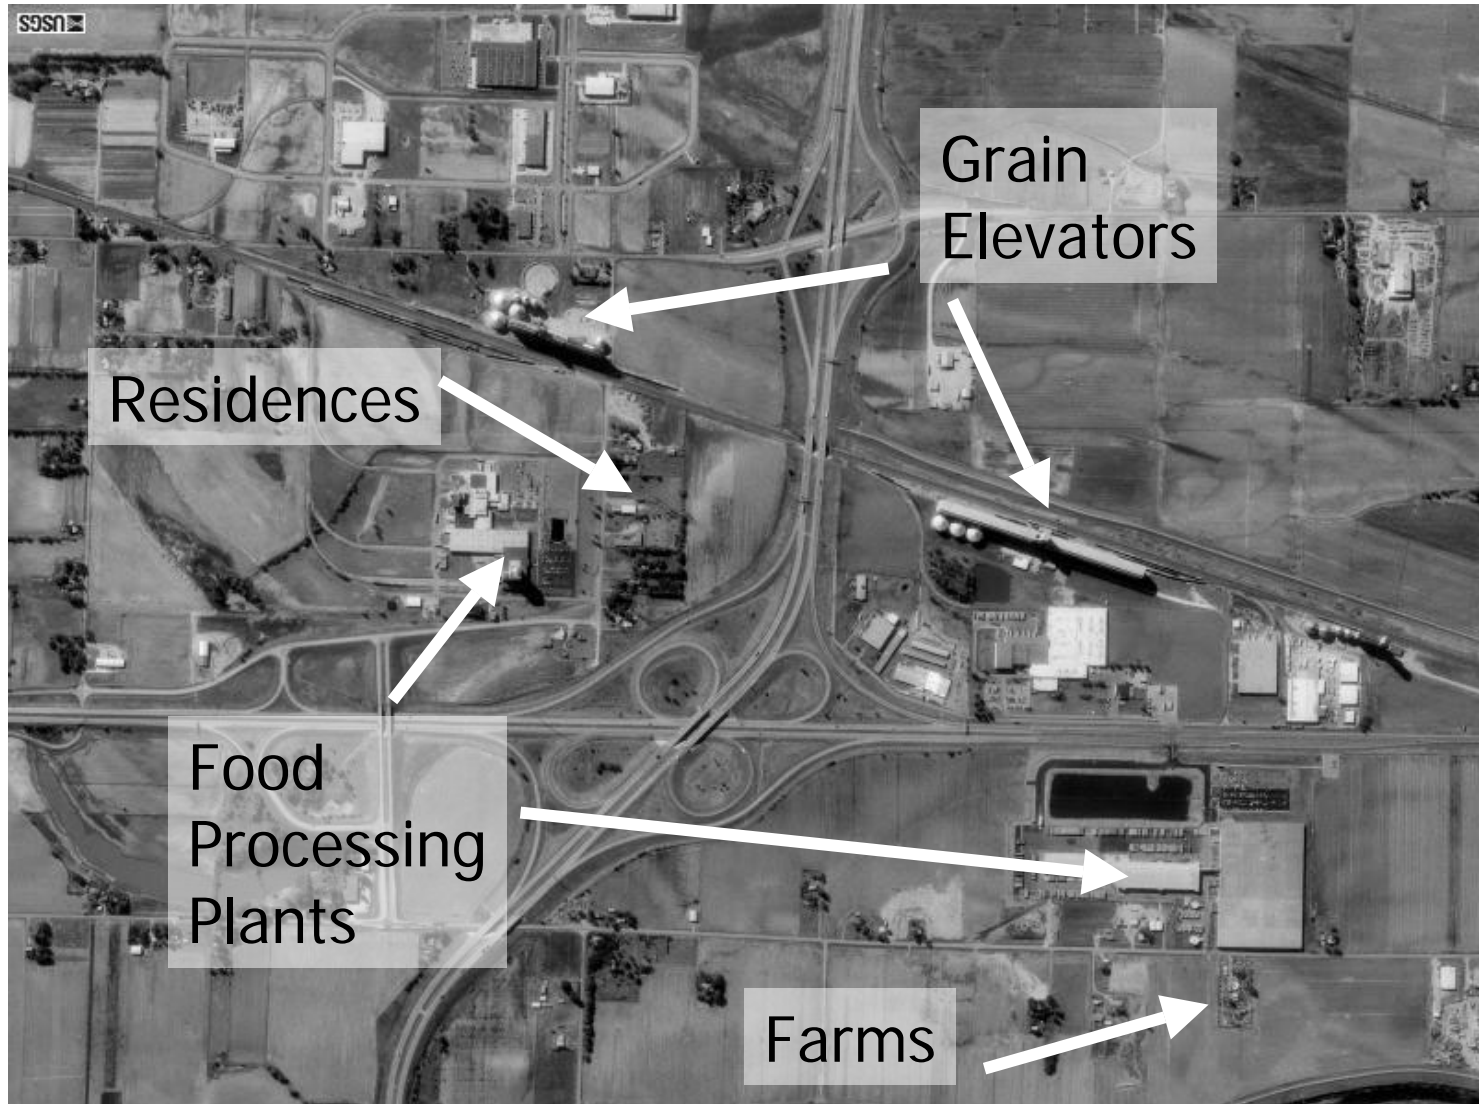 USGS
Grain
Elevators
Residences
Food
Processing
Plants
Farms